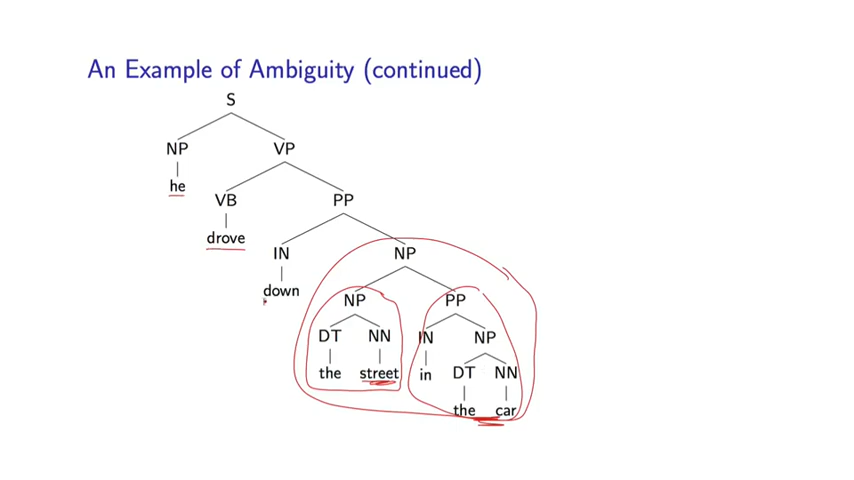 An Example of Ambiguity (continued)
S
NP VP
he
VB PP
drove
IN NP
down
NP PP
DT NN IN NP
the street in DT NN
the car